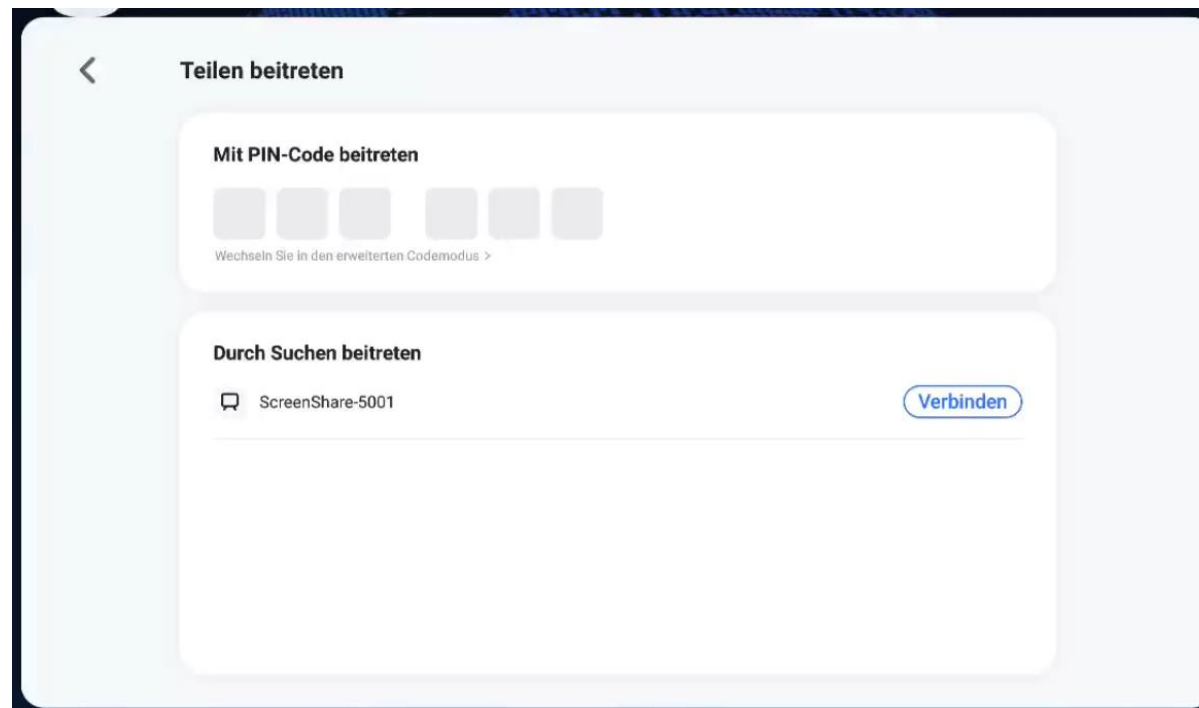 Teilen beitreten
Mit PIN-Code beitreten
Wechseln Sie in den erweiterten Codemodus >
Durch Suchen beitreten
ScreenShare-5001
Verbinden